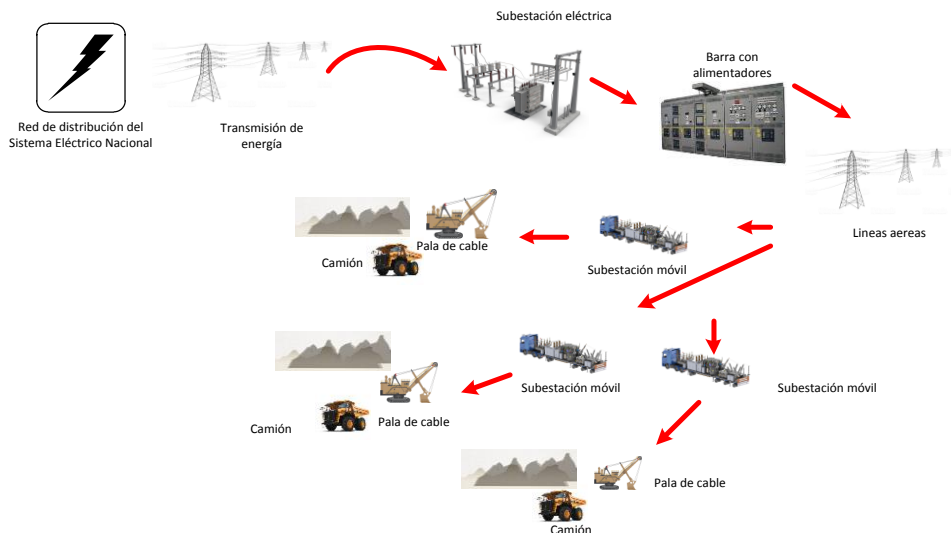 Subestación eléctrica
Barra con
alimentadores
Red de distribución del
Sistema Eléctrico Nacional
Transmisión de
energía
Lineas aereas
Pala de cable
Camión
Subestación móvil
Subestación móvil
Subestación móvil
Pala de cable
Camión
Pala de cable
Camión